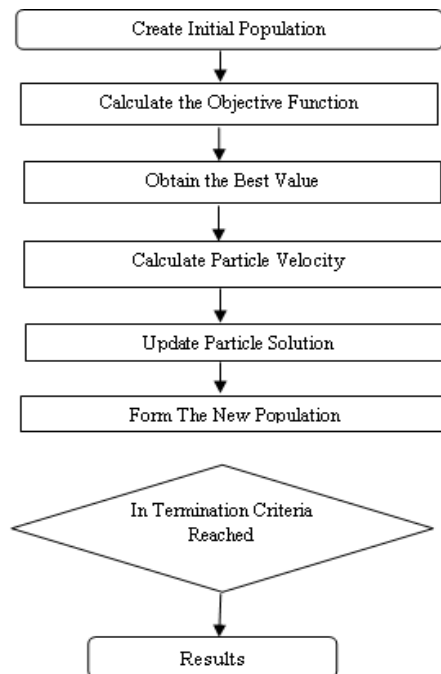 Create Initial Population
Calculate the Objective Function
Obtain the Best Value
Calculate Particle Velocity
Update Particle Solution
Form The New Population
In Termination Criteria
Reached
Results